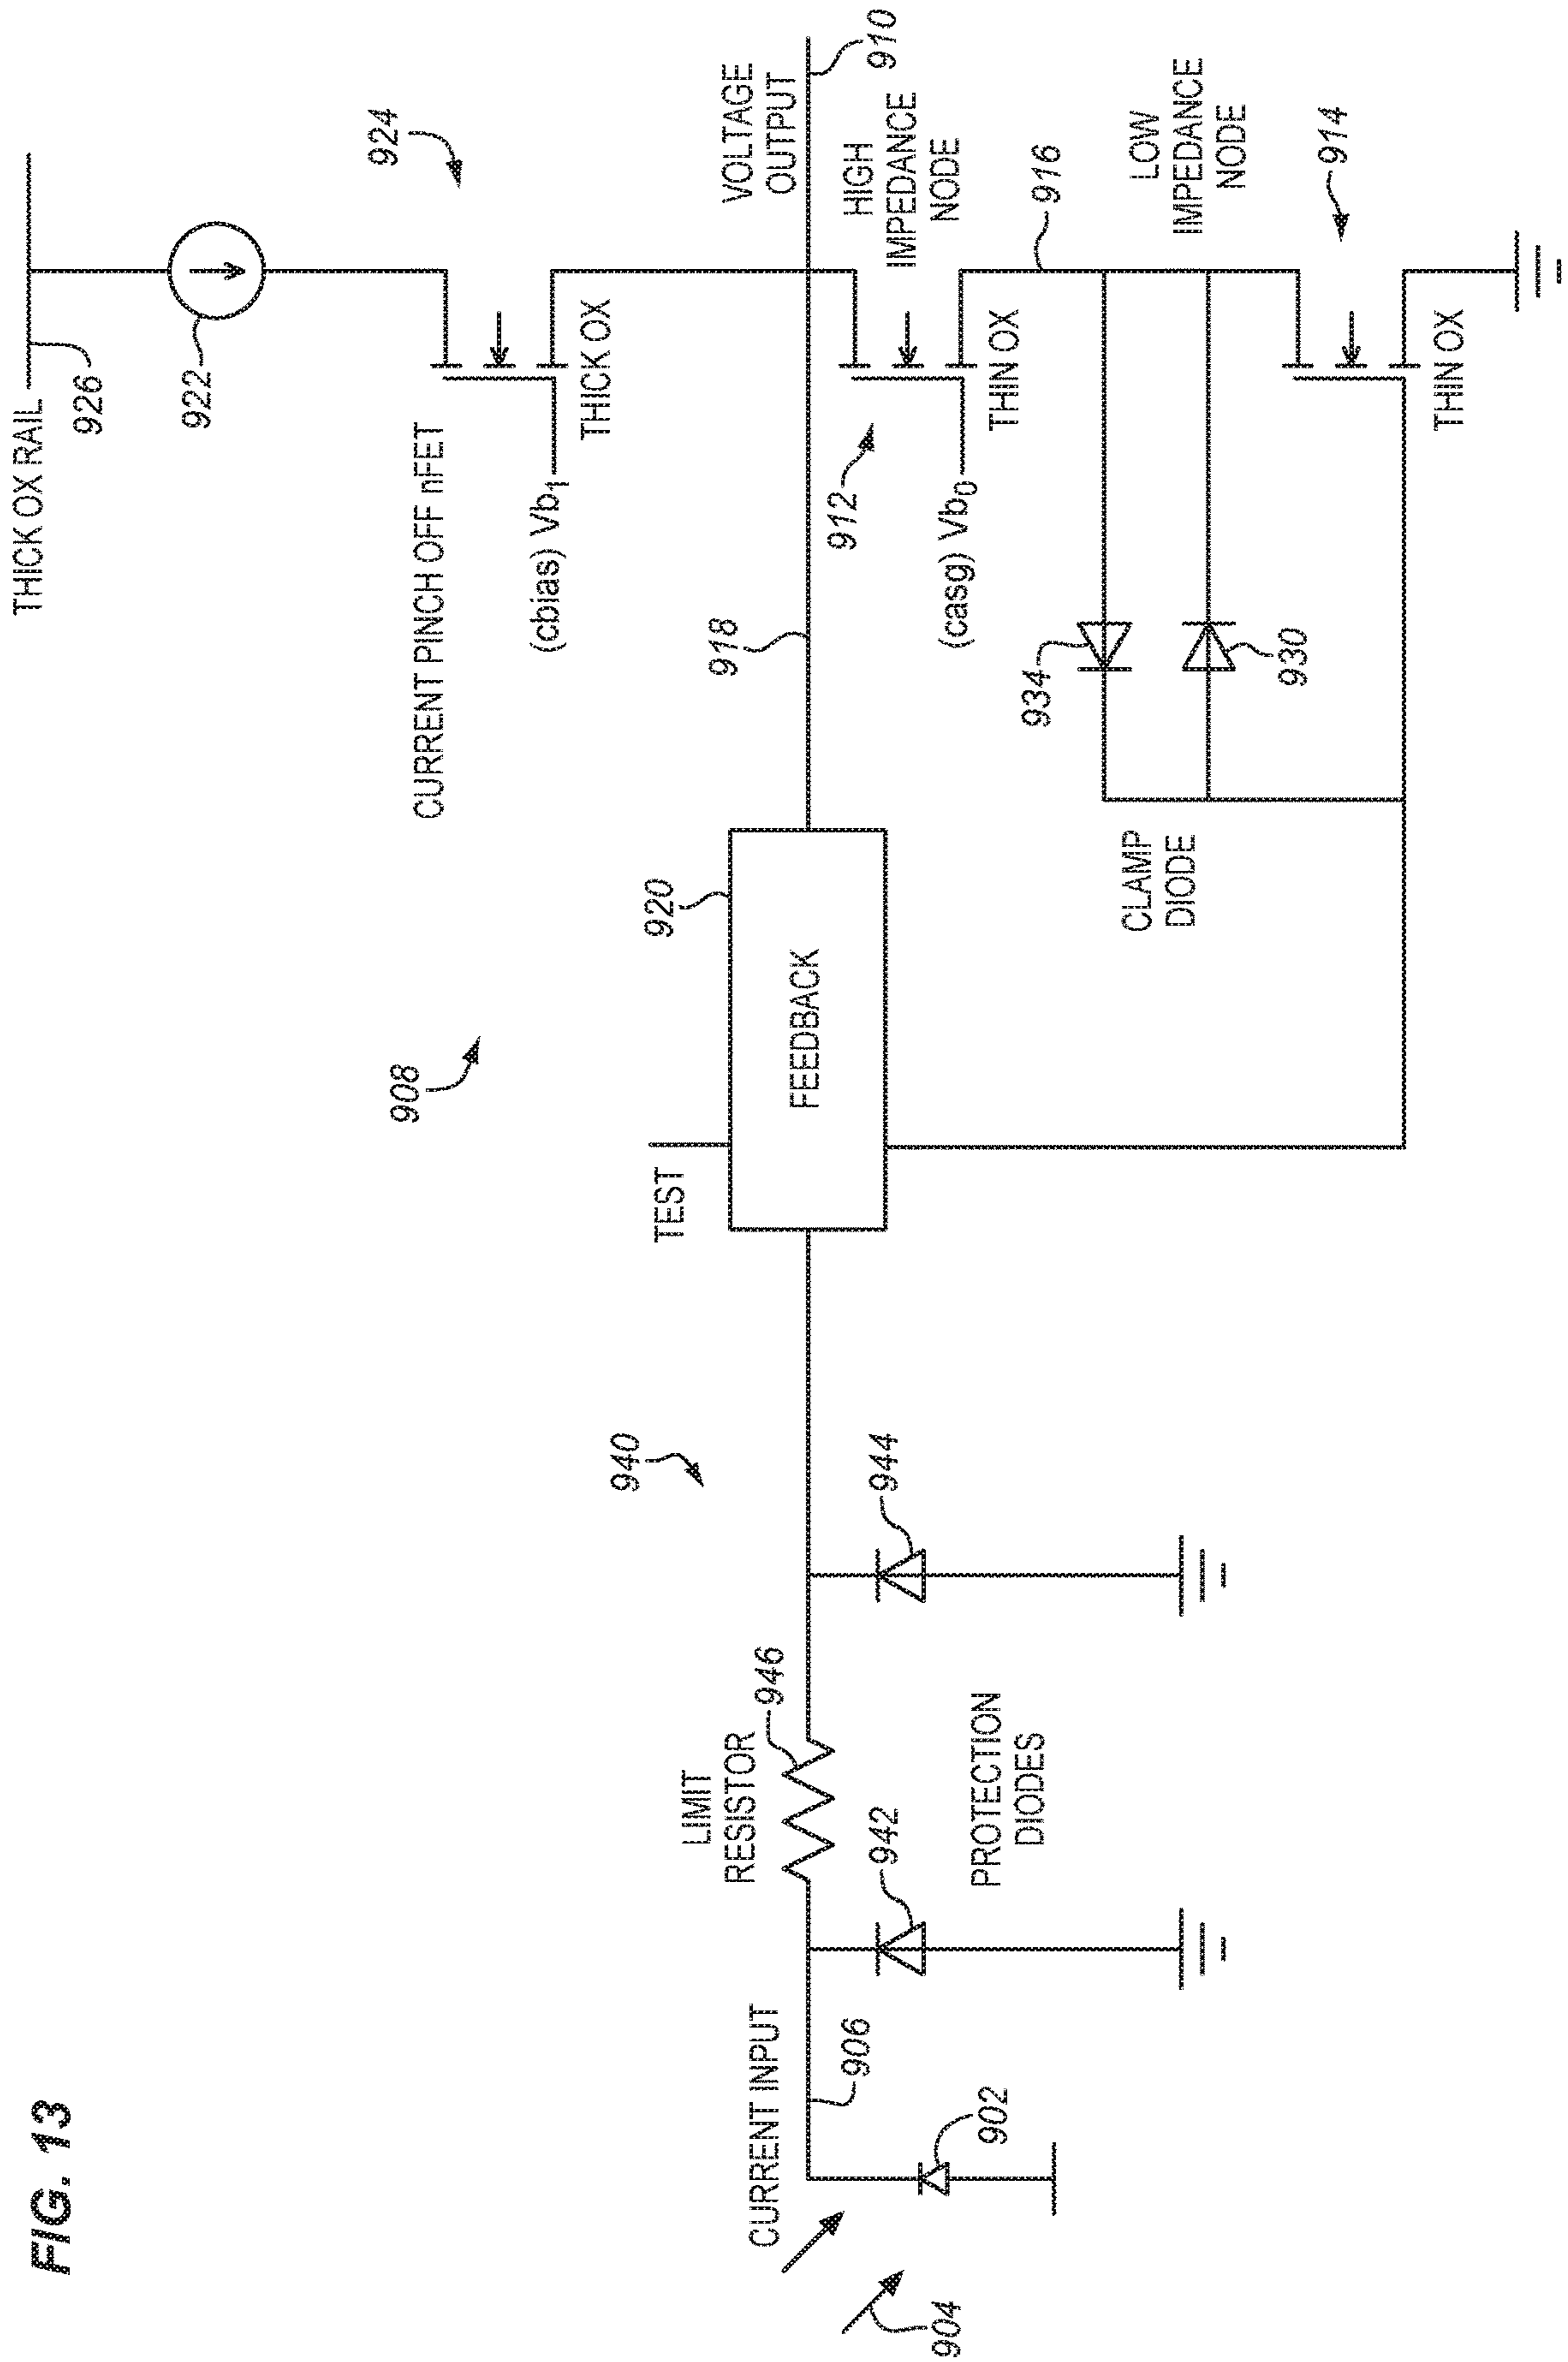 FIG. 13
THICK OX RAIL
926
922
924
CURRENT PINCH OFF nFET
(cbias) Vb1
THICK OX
VOLTAGE
OUTPUT
910
HIGH
IMPEDANCE
NODE
912
(casg) Vb0
THIN OX
916
LOW
IMPEDANCE
NODE
914
THIN OX
918
934
930
CLAMP
DIODE
908
920
FEEDBACK
TEST
940
944
LIMIT
RESISTOR
946
942
PROTECTION
DIODES
CURRENT INPUT
906
902
904